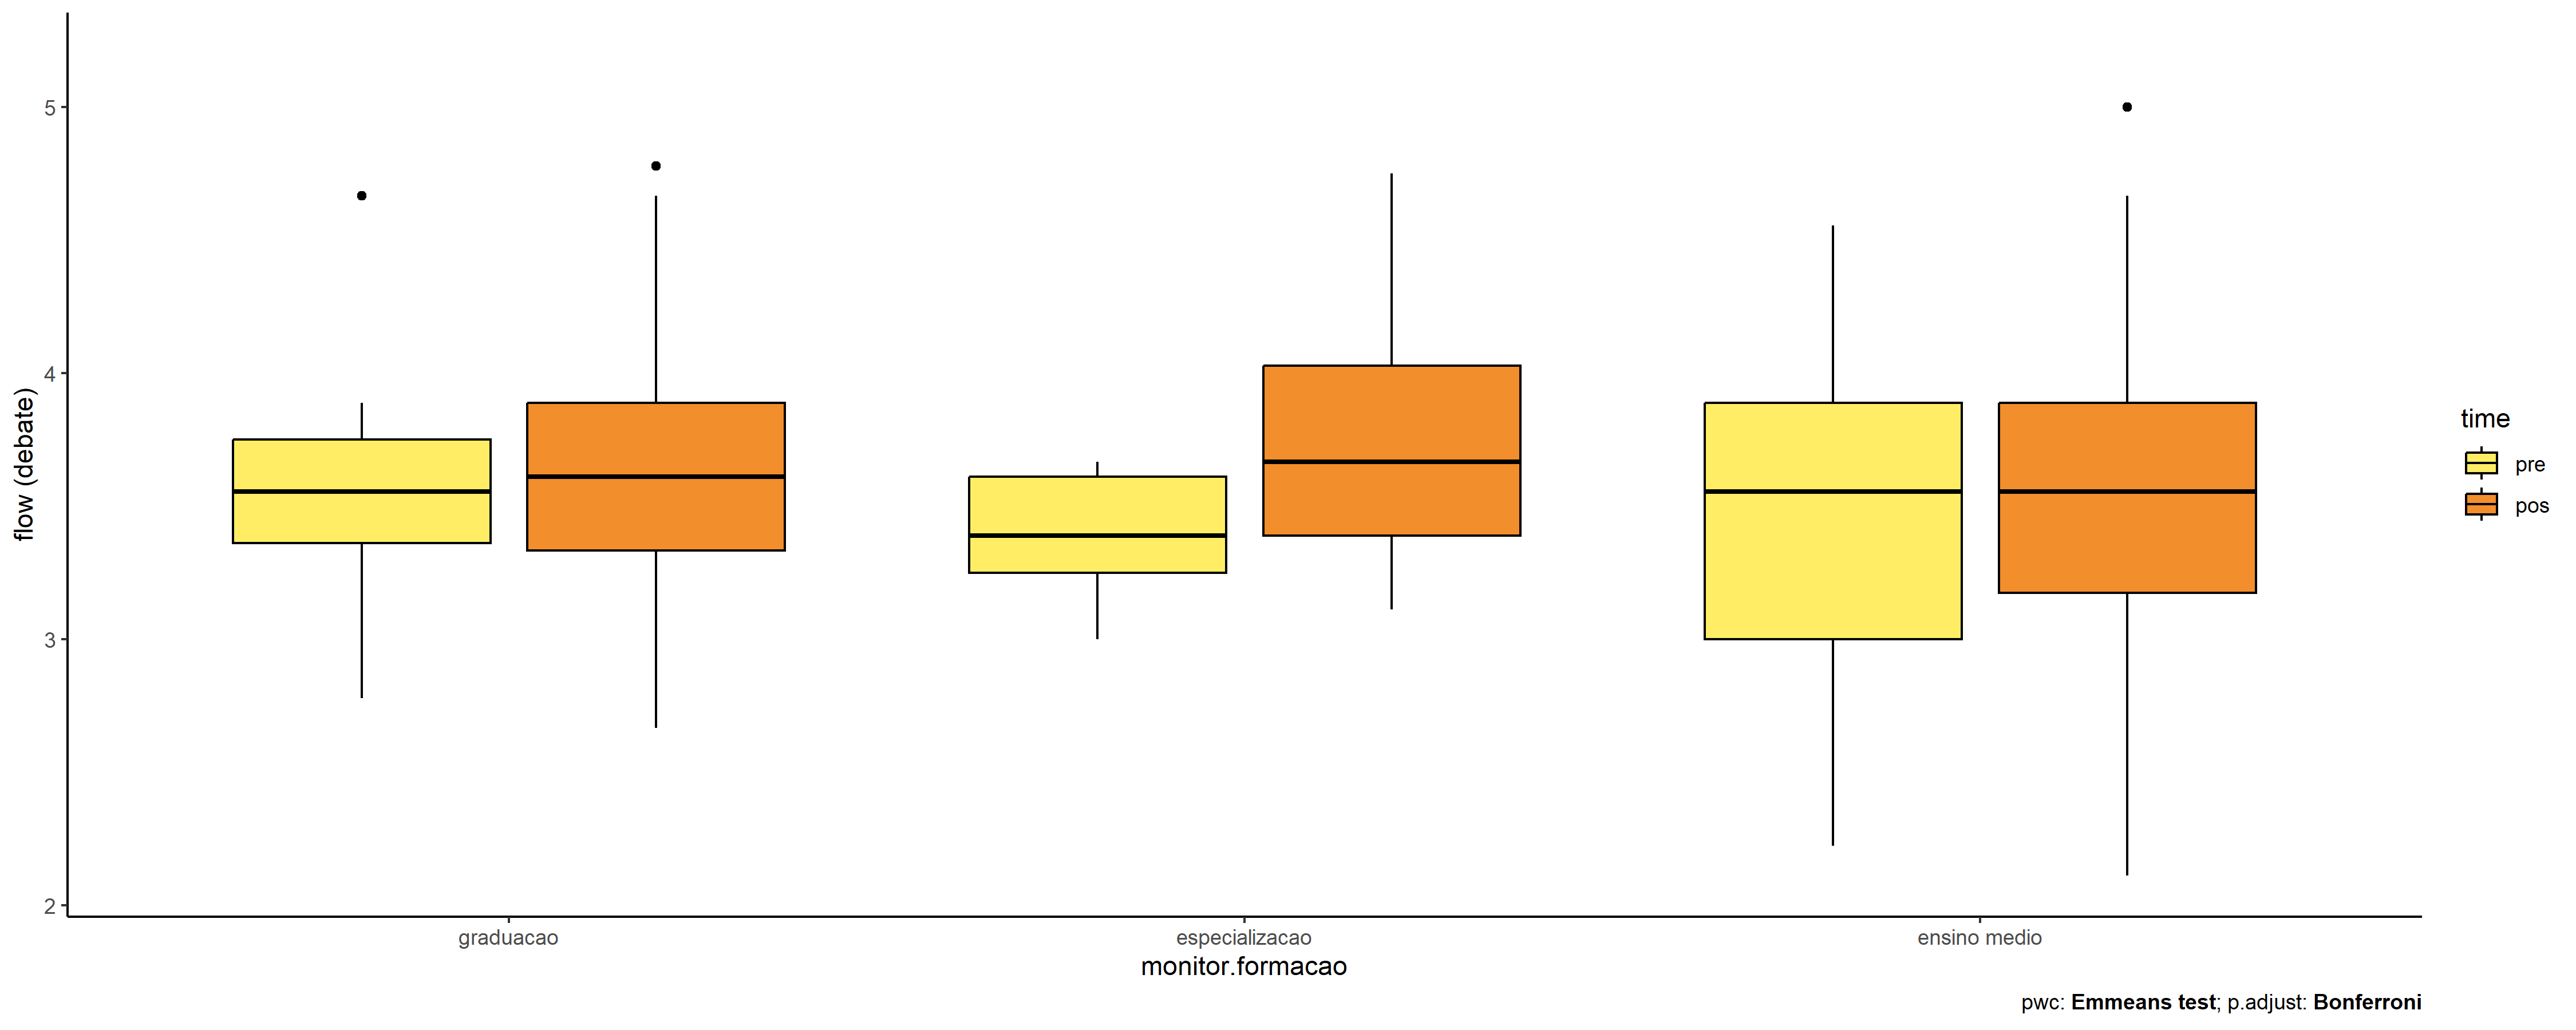 5
4
3
2
flow (debate)
graduacao
especializacao
ensino medio
monitor.formacao
time
pre
pos
pwc: Emmeans test; p.adjust: Bonferroni